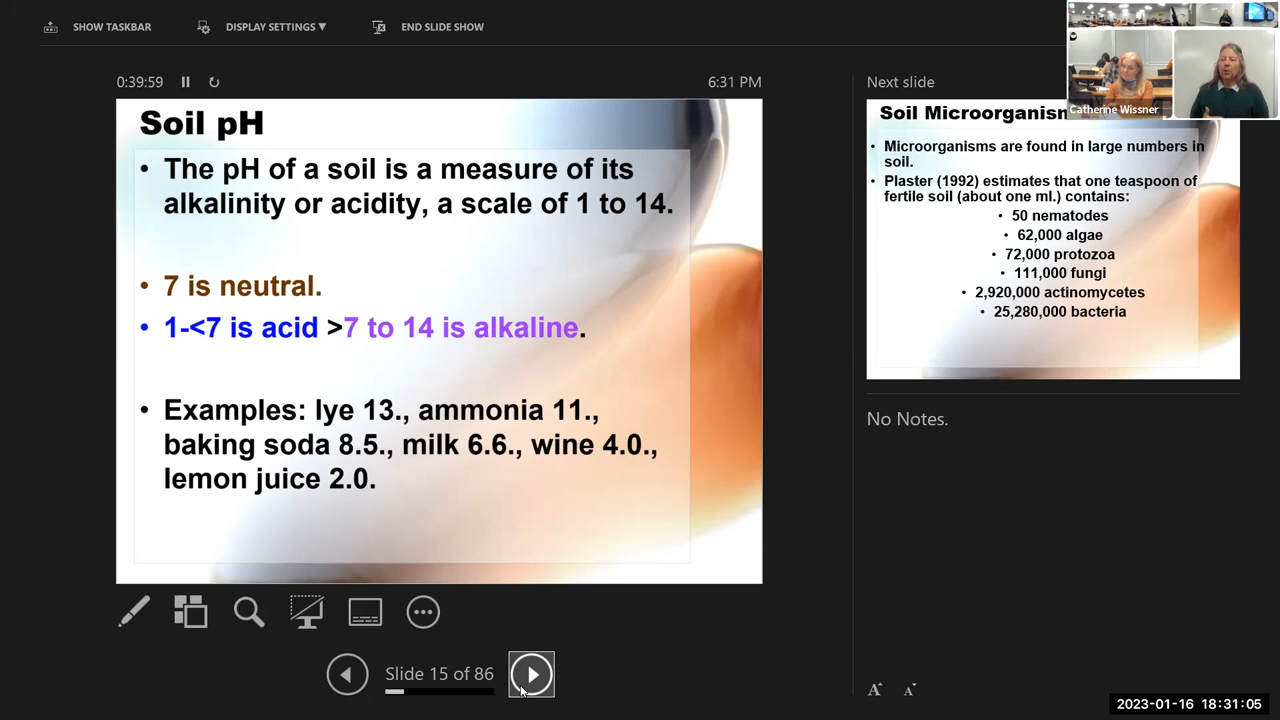 SHOW TASKBAR
DISPLAY SETTINGS ▼
END SLIDE SHOW
0:39:59
6:31 PM
Soil pH
• The pH of a soil is a measure of its
alkalinity or acidity, a scale of 1 to 14.
• 7 is neutral.
• 1-<7 is acid >7 to 14 is alkaline.
• Examples: lye 13., ammonia 11.,
baking soda 8.5., milk 6.6., wine 4.0.,
lemon juice 2.0.
Slide 15 of 86
Next slide
Catherine Wissner
Soil Microorganism
• Microorganisms are found in large numbers in
soil.
• Plaster (1992) estimates that one teaspoon of
fertile soil (about one ml.) contains:
• 50 nematodes
• 62,000 algae
• 72,000 protozoa
• 111,000 fungi
• 2,920,000 actinomycetes
• 25,280,000 bacteria
No Notes.
A A
2023-01-16 18:31:05